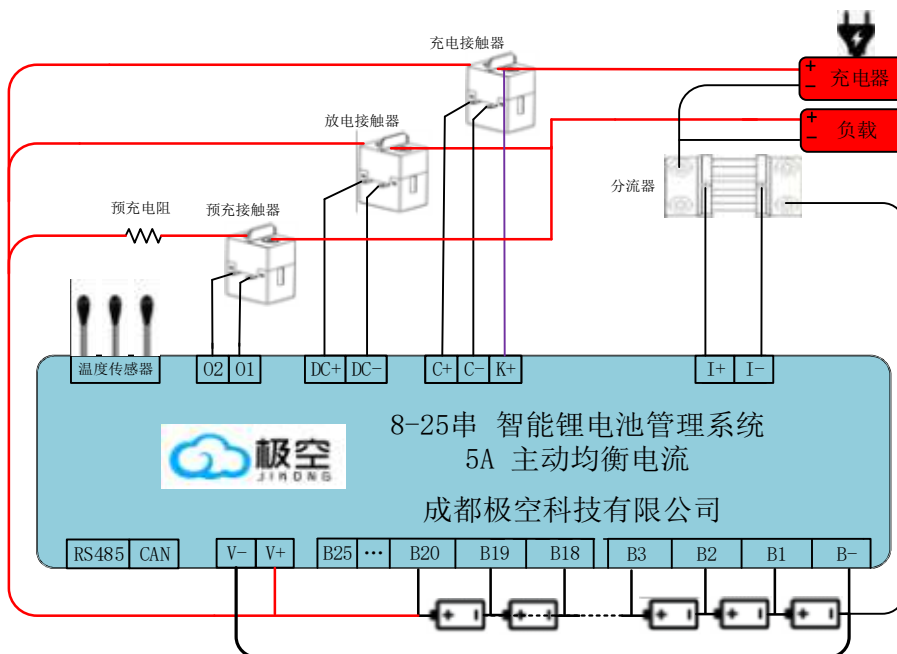 充电接触器
+
充电器
−
放电接触器
+
负载
−
分流器
预充电阻
预充接触器
温度传感器
O2 O1
DC+ DC-
C+ C- K+
I+ I-
极空
JIKONG
8-25串 智能锂电池管理系统
5A 主动均衡电流
成都极空科技有限公司
RS485 CAN
V- V+
B25 ··· B20 B19 B18
B3 B2 B1 B-